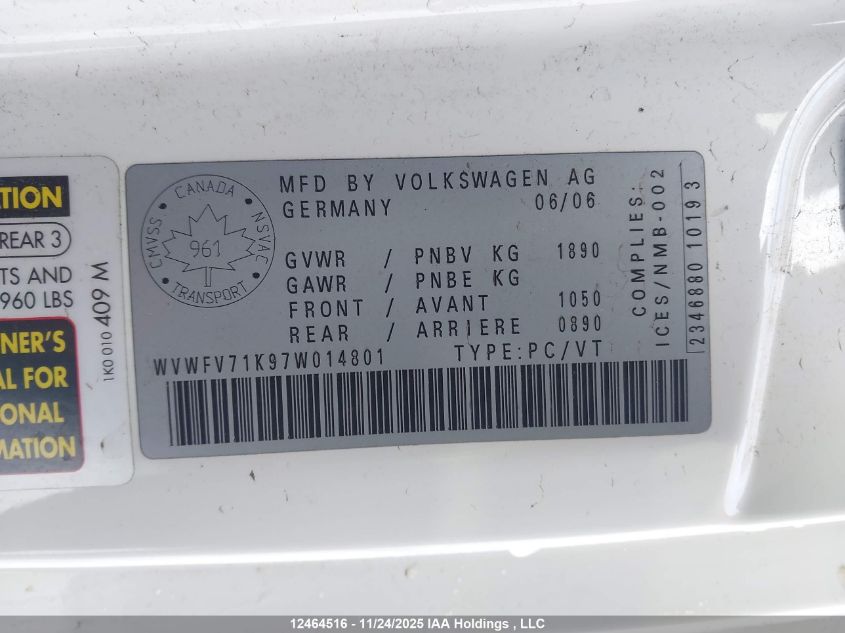 TION
REAR 3
TS AND
960 LBS
NER'S
AL FOR
ONAL
MATION
1K0 010 409 M
CANADA
CMVSS
NSVAC
961
TRANSPORT
MFD BY VOLKSWAGEN AG
GERMANY 06/06
GVWR / PNBV KG 1890
GAWR / PNBE KG
FRONT / AVANT 1050
REAR / ARRIERE 0890
WVWFV71K97W014801 TYPE:PC/VT
COMPLIES:
ICES/NMB-002
2346880 10193
12464516 - 11/24/2025 IAA Holdings , LLC